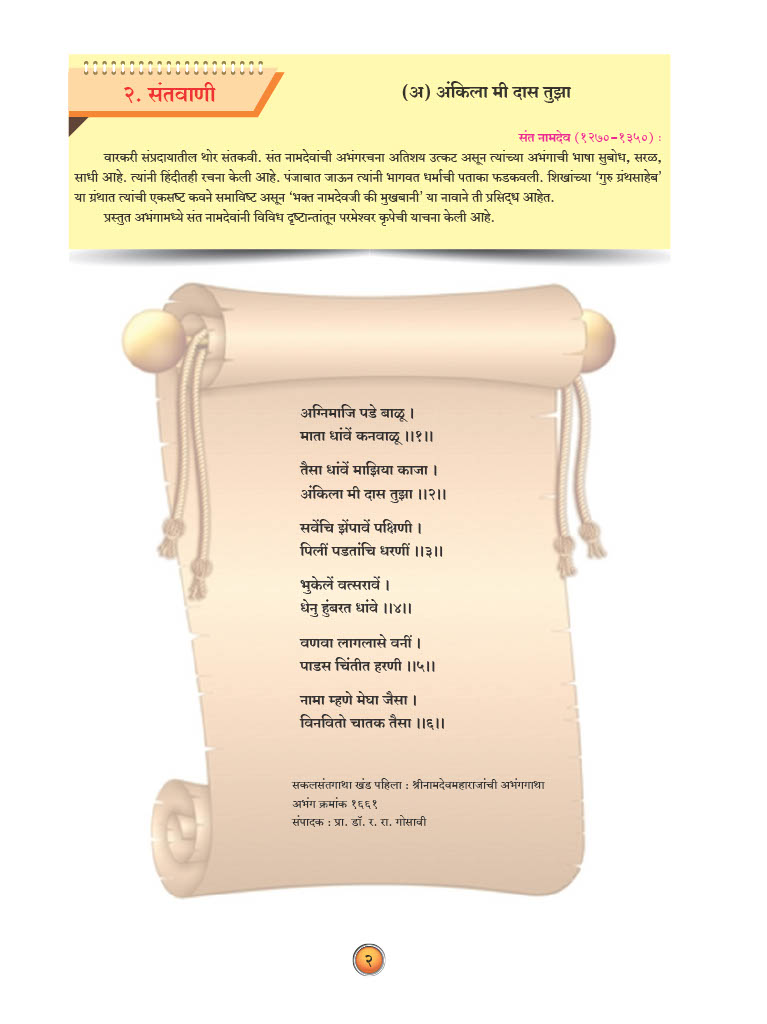 २. संतवाणी
(अ) अंकिला मी दास तुझा
संत नामदेव (१२७०-१३५०) :
वारकरी संप्रदायातील थोर संतकवी. संत नामदेवांची अभंगरचना अतिशय उत्कट असून त्यांच्या अभंगाची भाषा सुबोध, सरळ,
साधी आहे. त्यांनी हिंदीतही रचना केली आहे. पंजाबात जाऊन त्यांनी भागवत धर्माची पताका फडकवली. शिखांच्या ‘गुरु ग्रंथसाहेब’
या ग्रंथात त्यांची एकसष्ट कवने समाविष्ट असून ‘भक्त नामदेवजी की मुखबानी’ या नावाने ती प्रसिद्ध आहेत.
प्रस्तुत अभंगामध्ये संत नामदेवांनी विविध दृष्टान्तांतून परमेश्वर कृपेची याचना केली आहे.
अग्निमाजि पडे बाळू ।
माता धांवें कनवाळू ।।१।।
तैसा धांवें माझिया काजा ।
अंकिला मी दास तुझा ।।२।।
सवेंचि झेंपावें पक्षिणी ।
पिलीं पडतांचि धरणीं ।।३।।
भुकेलें वत्सरावें ।
धेनु हुंबरत धांवे ।।४।।
वणवा लागलासे वनीं ।
पाडस चिंतीत हरणी ।।५।।
नामा म्हणे मेघा जैसा ।
विनवितो चातक तैसा ।।६।।
सकलसंतगाथा खंड पहिला : श्रीनामदेवमहाराजांची अभंगगाथा
अभंग क्रमांक १६६१
संपादक : प्रा. डॉ. र. रा. गोसावी
२